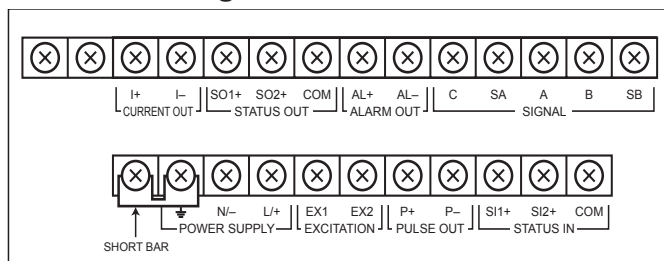 I+ I– SO1+ SO2+ COM AL+ AL– C SA A B SB
CURRENT OUT STATUS OUT ALARM OUT SIGNAL
N/– L/+ EX1 EX2 P+ P– SI1+ SI2+ COM
POWER SUPPLY EXCITATION PULSE OUT STATUS IN
SHORT BAR